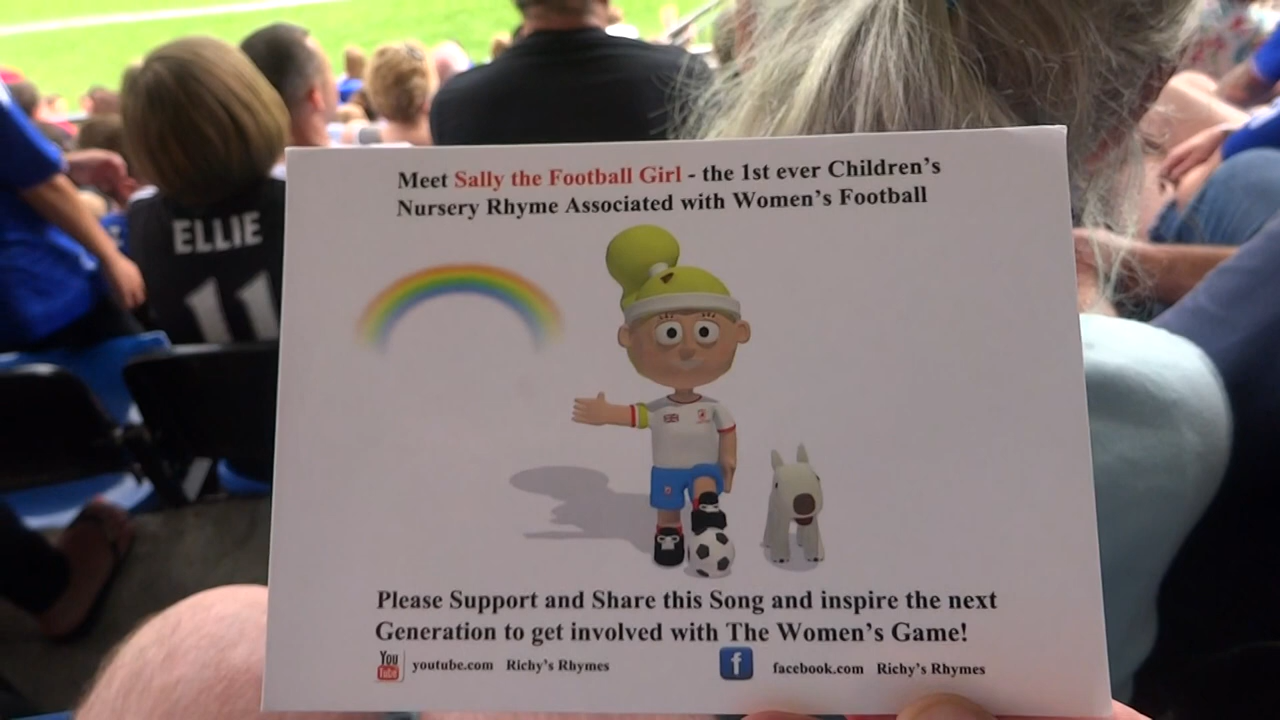 ELLIE
11
Meet Sally the Football Girl - the 1st ever Children's
Nursery Rhyme Associated with Women's Football
Please Support and Share this Song and inspire the next
Generation to get involved with The Women's Game!
You
Tube
youtube.com Richy's Rhymes
f
facebook.com Richy's Rhymes